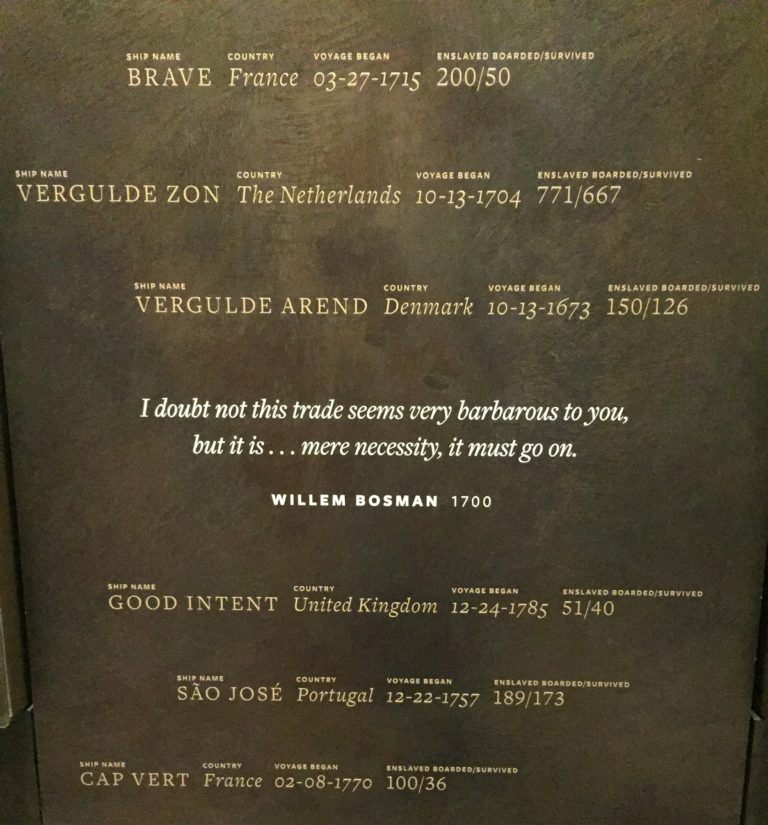 SHIP NAME COUNTRY VOYAGE BEGAN ENSLAVED BOARDED/SURVIVED
BRAVE France 03-27-1715 200/50
SHIP NAME COUNTRY VOYAGE BEGAN ENSLAVED BOARDED/SURVIVED
VERGULDE ZON The Netherlands 10-13-1704 771/667
SHIP NAME COUNTRY VOYAGE BEGAN ENSLAVED BOARDED/SURVIVED
VERGULDE AREND Denmark 10-13-1673 150/126
I doubt not this trade seems very barbarous to you,
but it is . . . mere necessity, it must go on.
WILLEM BOSMAN 1700
SHIP NAME COUNTRY VOYAGE BEGAN ENSLAVED BOARDED/SURVIVED
GOOD INTENT United Kingdom 12-24-1785 51/40
SHIP NAME COUNTRY VOYAGE BEGAN ENSLAVED BOARDED/SURVIVED
SÃO JOSÉ Portugal 12-22-1757 189/173
SHIP NAME COUNTRY VOYAGE BEGAN ENSLAVED BOARDED/SURVIVED
CAP VERT France 02-08-1770 100/36